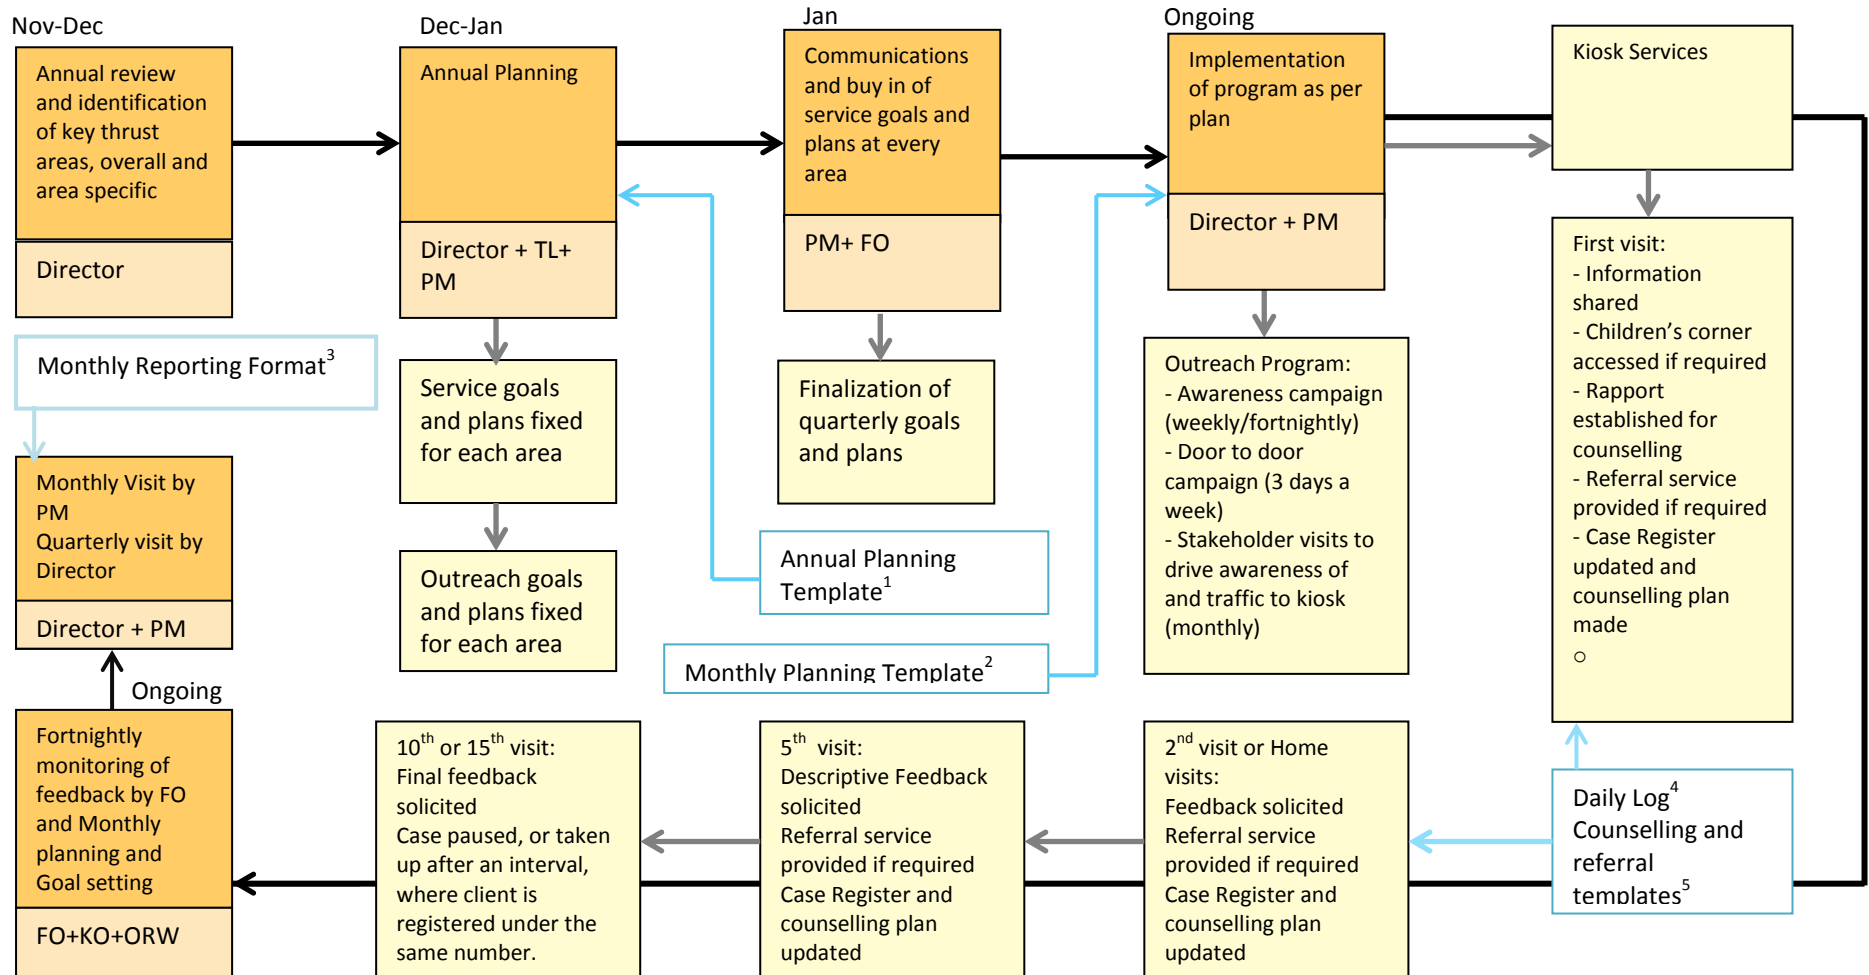 Nov-Dec
Annual review
and identification
of key thrust
areas, overall and
area specific
Director
Dec-Jan
Annual Planning
Director + TL+
PM
Jan
Communications
and buy in of
service goals and
plans at every
area
PM+ FO
Ongoing
Implementation
of program as per
plan
Director + PM
Kiosk Services
Monthly Reporting Format3
Service goals
and plans fixed
for each area
Outreach goals
and plans fixed
for each area
Finalization of
quarterly goals
and plans
Outreach Program:
- Awareness campaign
(weekly/fortnightly)
- Door to door
campaign (3 days a
week)
- Stakeholder visits to
drive awareness of
and traffic to kiosk
(monthly)
First visit:
- Information
shared
- Children’s corner
accessed if required
- Rapport
established for
counselling
- Referral service
provided if required
- Case Register
updated and
counselling plan
made
○
Annual Planning
Template1
Monthly Planning Template2
Monthly Visit by
PM
Quarterly visit by
Director
Director + PM
Ongoing
Fortnightly
monitoring of
feedback by FO
and Monthly
planning and
Goal setting
FO+KO+ORW
10th or 15th visit:
Final feedback
solicited
Case paused, or taken
up after an interval,
where client is
registered under the
same number.
5th visit:
Descriptive Feedback
solicited
Referral service
provided if required
Case Register and
counselling plan
updated
2nd visit or Home
visits:
Feedback solicited
Referral service
provided if required
Case Register and
counselling plan
updated
Daily Log4
Counselling and
referral
templates5